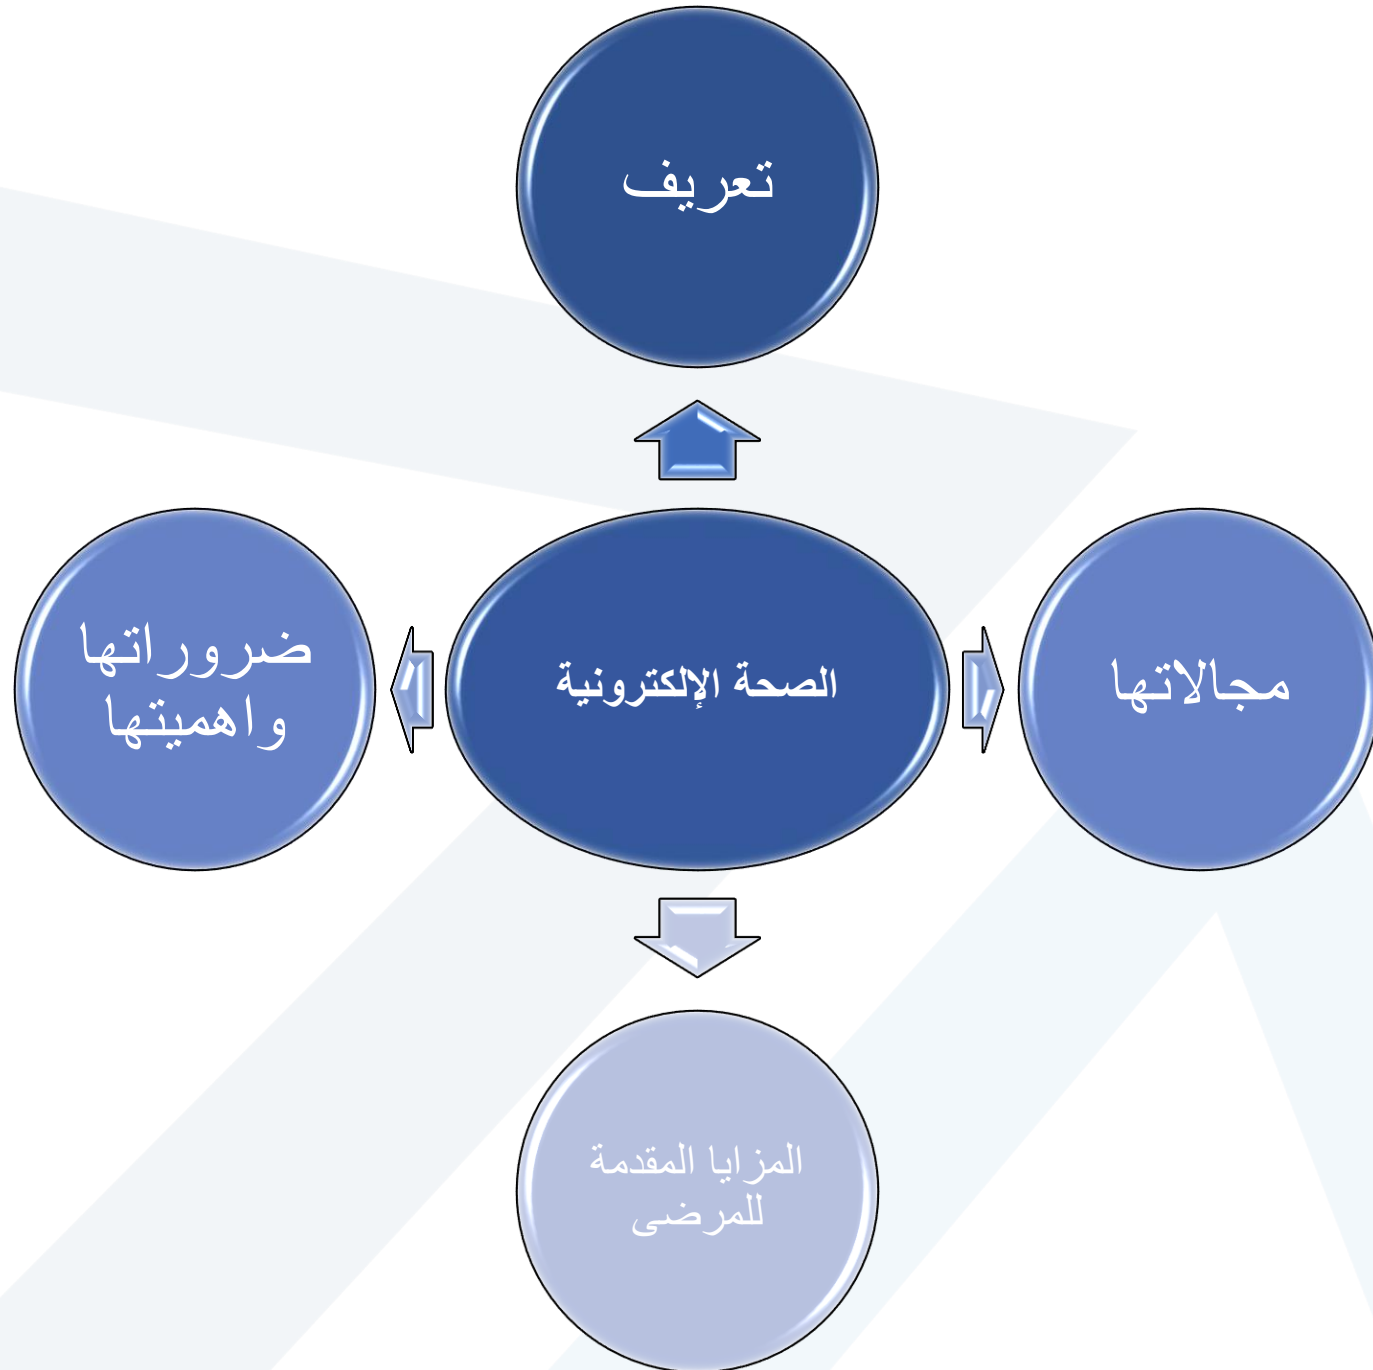 تعريف
مجالاتها
الصحة الإلكترونية
ضروراتها
واهميتها
المزايا المقدمة
للمرضى